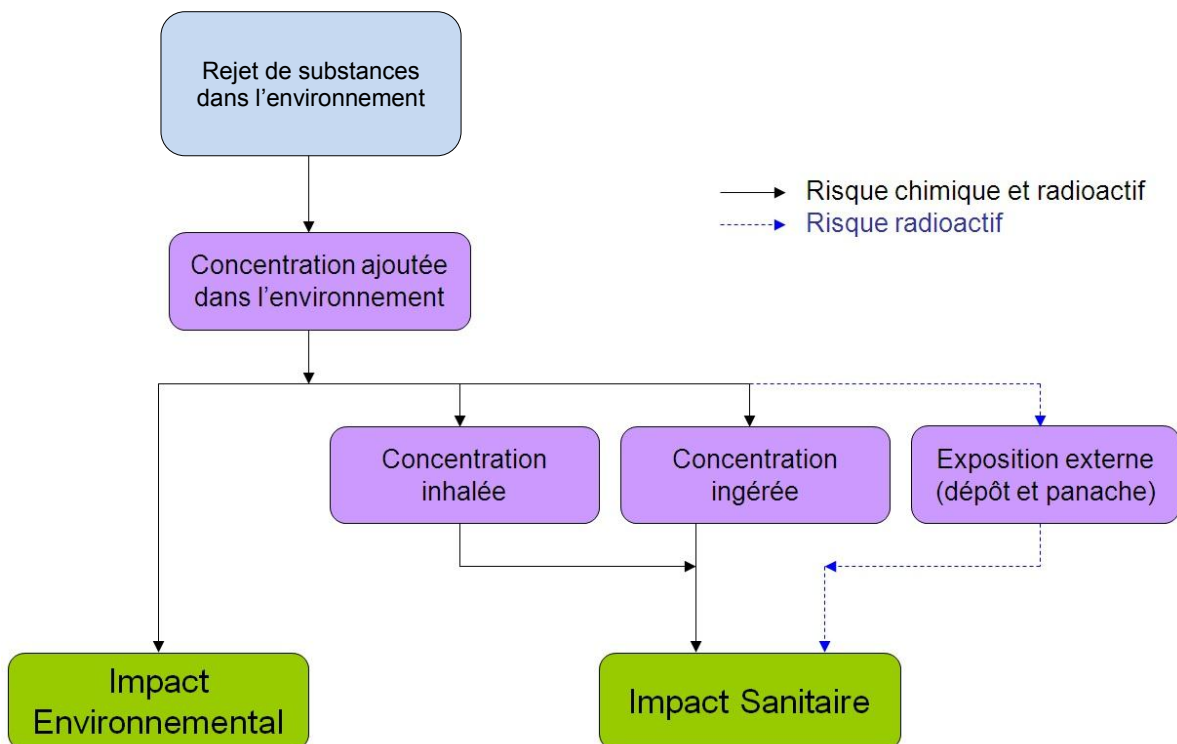 Rejet de substances
dans l’environnement
Risque chimique et radioactif
Risque radioactif
Concentration ajoutée
dans l’environnement
Concentration
inhalée
Concentration
ingérée
Exposition externe
(dépôt et panache)
Impact
Environnemental
Impact Sanitaire